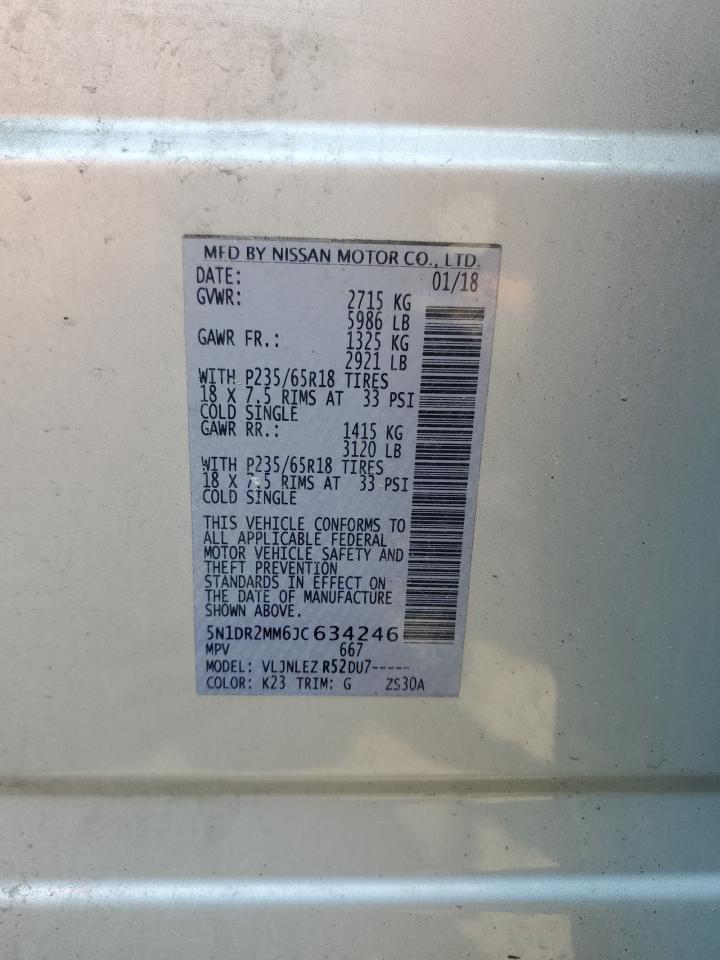 MFD BY NISSAN MOTOR CO., LTD.
DATE: 01/18
GVWR: 2715 KG
5986 LB
GAWR FR.: 1325 KG
2921 LB
WITH P235/65R18 TIRES
18 X 7.5 RIMS AT 33 PSI
COLD SINGLE
GAWR RR.: 1415 KG
3120 LB
WITH P235/65R18 TIRES
18 X 7.5 RIMS AT 33 PSI
COLD SINGLE
THIS VEHICLE CONFORMS TO
ALL APPLICABLE FEDERAL
MOTOR VEHICLE SAFETY AND
THEFT PREVENTION
STANDARDS IN EFFECT ON
THE DATE OF MANUFACTURE
SHOWN ABOVE.
5N1DR2MM6JC634246
MPV 667
MODEL: VLJNLEZ R52DU7-----
COLOR: K23 TRIM: G ZS30A